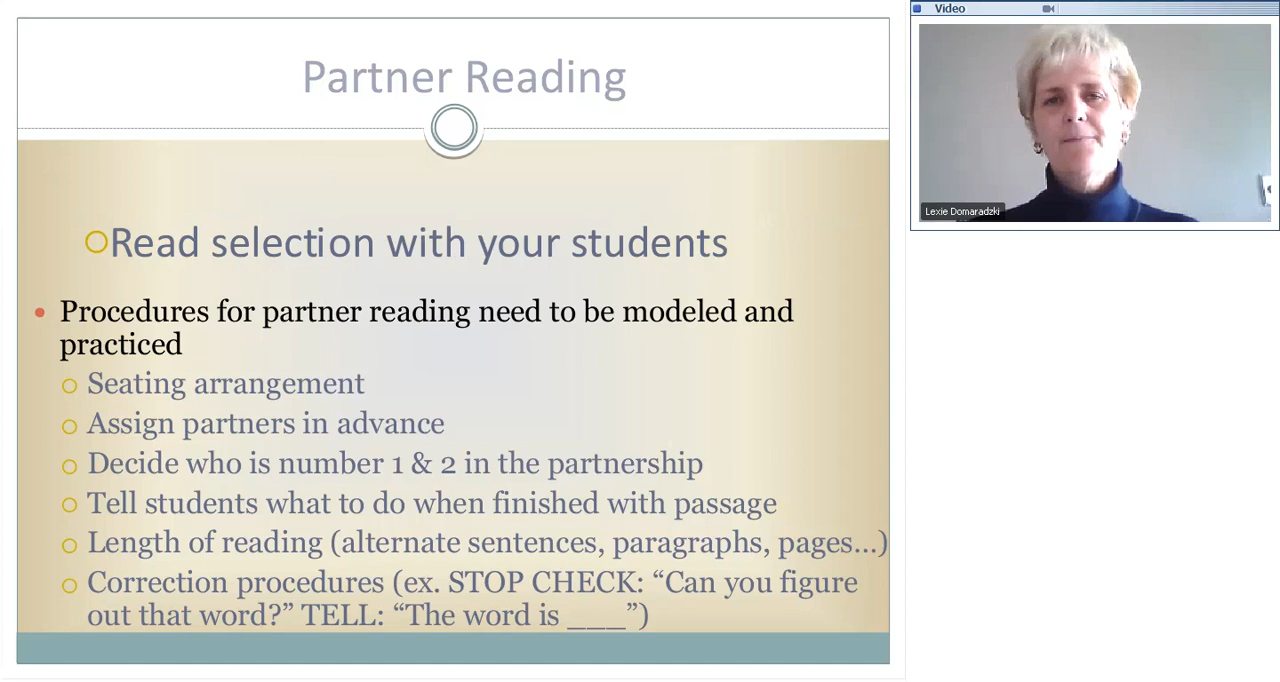 Partner Reading
Read selection with your students
Procedures for partner reading need to be modeled and
practiced
Seating arrangement
Assign partners in advance
Decide who is number 1 & 2 in the partnership
Tell students what to do when finished with passage
Length of reading (alternate sentences, paragraphs, pages...)
Correction procedures (ex. STOP CHECK: “Can you figure
out that word?” TELL: “The word is ___”)
Video
Lexie Domaradzki